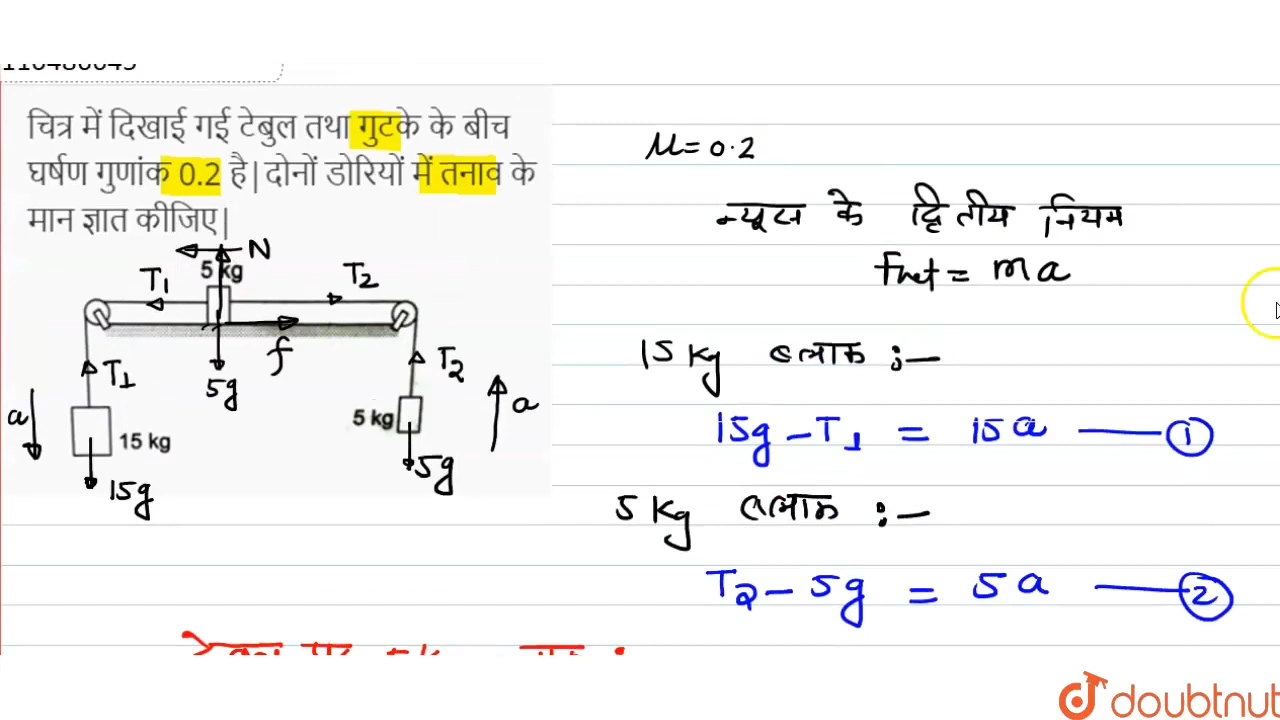 चित्र में दिखाई गई टेबुल तथा गुटके के बीच
घर्षण गुणांक 0.2 है| दोनों डोरियों में तनाव के
मान ज्ञात कीजिए|
N
5 kg
T1
T2
f
T1
5g
T2
a
15 kg
5 kg
a
15g
5g
μ = 0.2
के द्वितीय नियम
Fnet = ma
15 Kg ब्लाक :-
15g - T1 = 15a — 1
5 Kg ब्लाक :-
T2 - 5g = 5a — 2
doubtnut